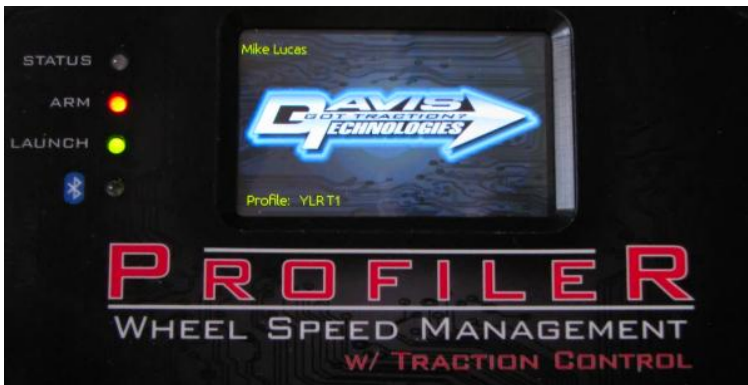 STATUS
ARM
LAUNCH
Mike Lucas
DAVIS
GOT TRACTION?
TECHNOLOGIES
Profile: YLRT1
PROFILER
WHEEL SPEED MANAGEMENT
W/ TRACTION CONTROL